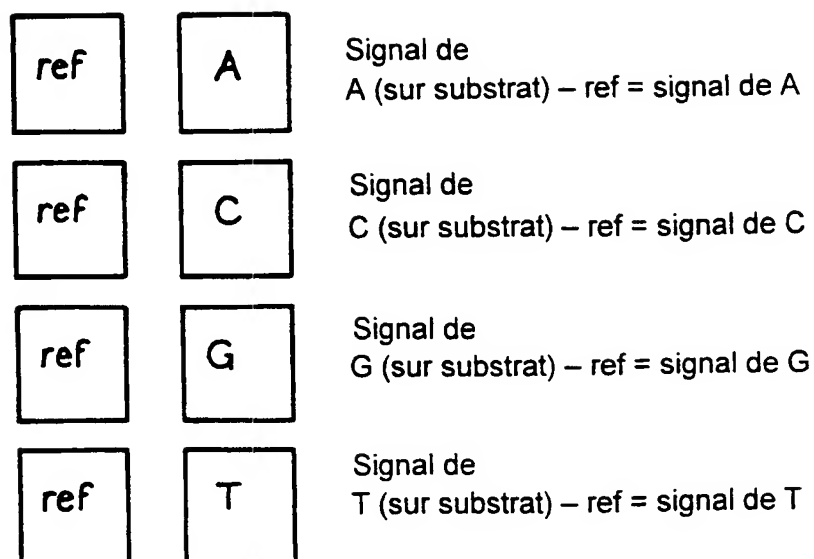 ref A Signal de
A (sur substrat) – ref = signal de A
ref C Signal de
C (sur substrat) – ref = signal de C
ref G Signal de
G (sur substrat) – ref = signal de G
ref T Signal de
T (sur substrat) – ref = signal de T